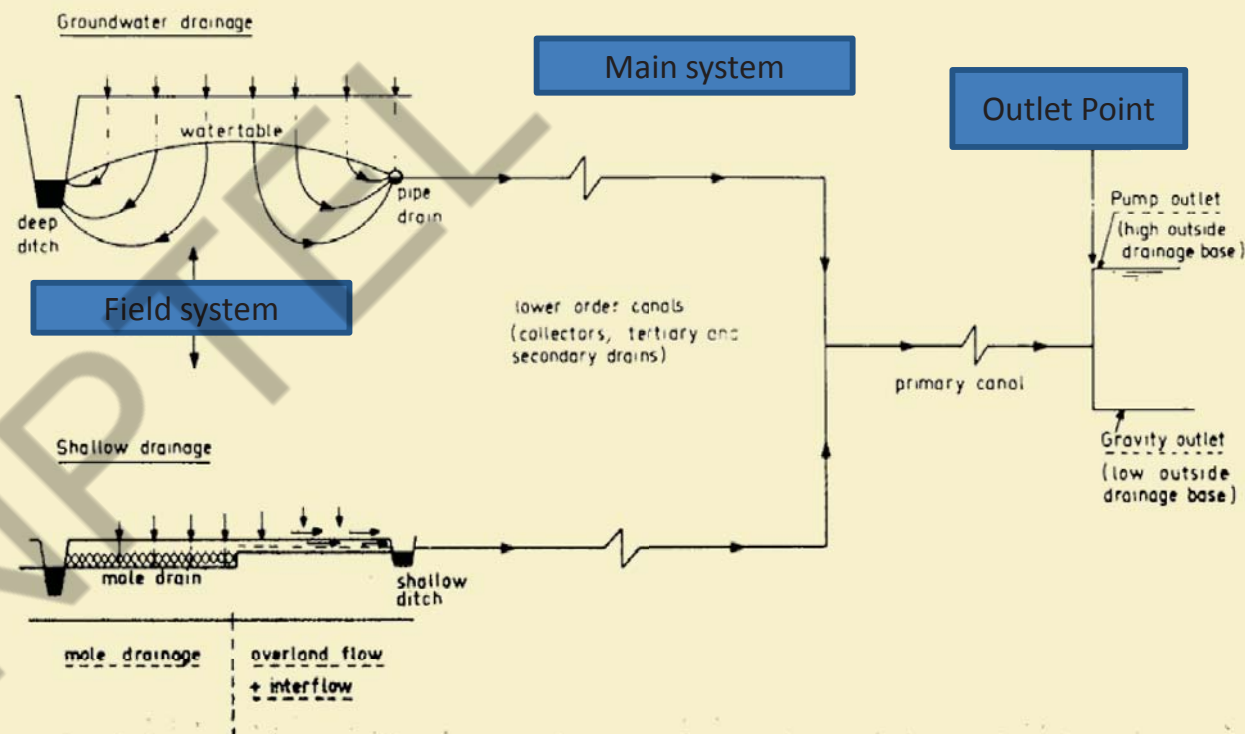 Groundwater drainage
Main system
Outlet Point
watertable
deep
ditch
pipe
drain
Pump outlet
(high outside
drainage base)
Field system
lower order canals
(collectors, tertiary and
secondary drains)
primary canal
Gravity outlet
(low outside
drainage base)
Shallow drainage
mole drain
shallow
ditch
mole drainage
overland flow
+ interflow
NPTEL